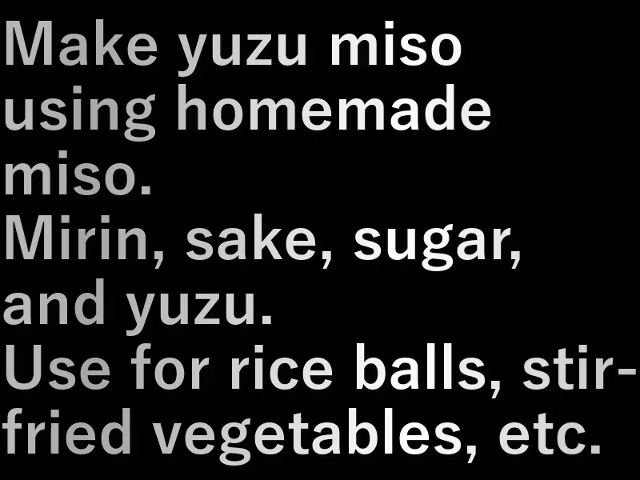 Make yuzu miso
using homemade
miso.
Mirin, sake, sugar,
and yuzu.
Use for rice balls, stir-
fried vegetables, etc.